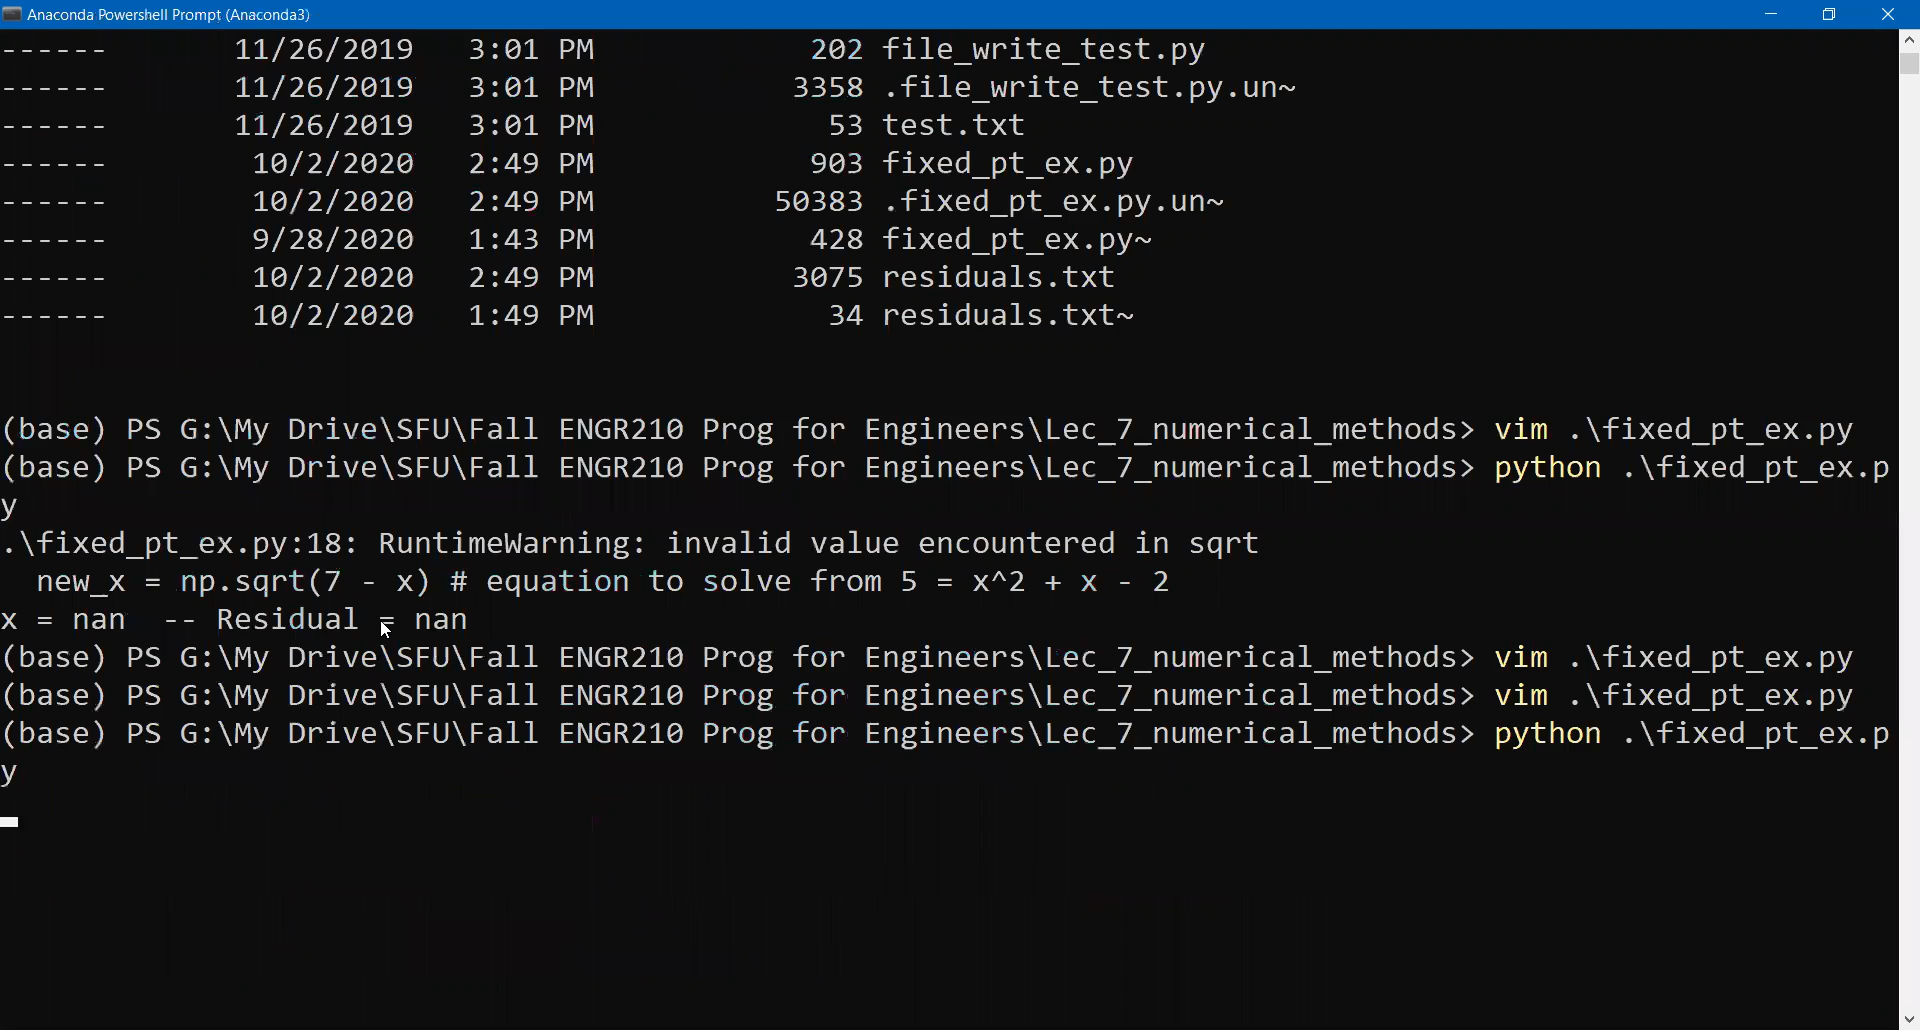 Anaconda Powershell Prompt (Anaconda3)
------ 11/26/2019 3:01 PM 202 file_write_test.py
------ 11/26/2019 3:01 PM 3358 .file_write_test.py.un~
------ 11/26/2019 3:01 PM 53 test.txt
------ 10/2/2020 2:49 PM 903 fixed_pt_ex.py
------ 10/2/2020 2:49 PM 50383 .fixed_pt_ex.py.un~
------ 9/28/2020 1:43 PM 428 fixed_pt_ex.py~
------ 10/2/2020 2:49 PM 3075 residuals.txt
------ 10/2/2020 1:49 PM 34 residuals.txt~
(base) PS G:\My Drive\SFU\Fall ENGR210 Prog for Engineers\Lec_7_numerical_methods> vim .\fixed_pt_ex.py
(base) PS G:\My Drive\SFU\Fall ENGR210 Prog for Engineers\Lec_7_numerical_methods> python .\fixed_pt_ex.p
y
.\fixed_pt_ex.py:18: RuntimeWarning: invalid value encountered in sqrt
new_x = np.sqrt(7 - x) # equation to solve from 5 = x^2 + x - 2
x = nan -- Residual = nan
(base) PS G:\My Drive\SFU\Fall ENGR210 Prog for Engineers\Lec_7_numerical_methods> vim .\fixed_pt_ex.py
(base) PS G:\My Drive\SFU\Fall ENGR210 Prog for Engineers\Lec_7_numerical_methods> vim .\fixed_pt_ex.py
(base) PS G:\My Drive\SFU\Fall ENGR210 Prog for Engineers\Lec_7_numerical_methods> python .\fixed_pt_ex.p
y